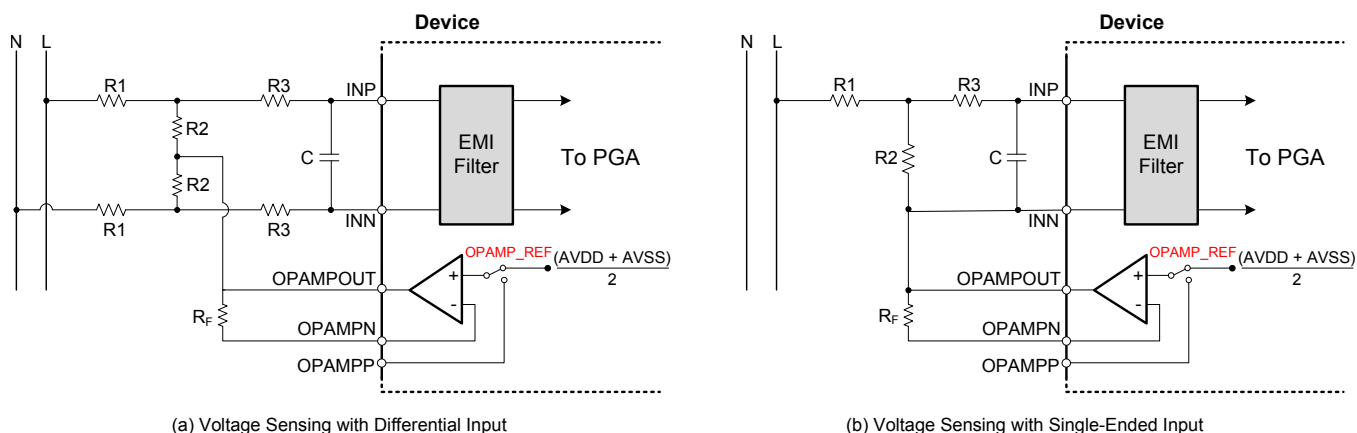 Device
N L
R1
R3
INP
R2
C
EMI
Filter
To PGA
R2
R1
R3
INN
OPAMP_REF
(AVDD + AVSS)
2
+
-
OPAMPOUT
RF
OPAMPN
OPAMPP
(a) Voltage Sensing with Differential Input
Device
N L
R1
R3
INP
R2
C
EMI
Filter
To PGA
INN
OPAMP_REF
(AVDD + AVSS)
2
+
-
OPAMPOUT
RF
OPAMPN
OPAMPP
(b) Voltage Sensing with Single-Ended Input